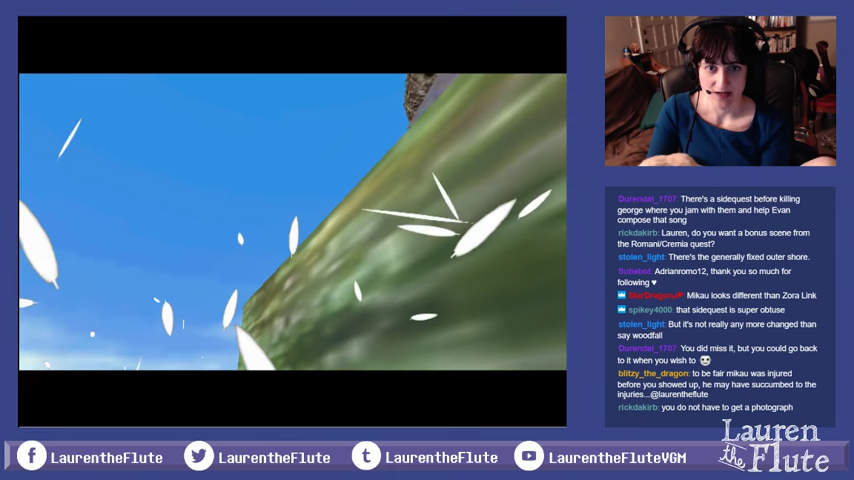 Durendal_1707: There's a sidequest before killing
george where you jam with them and help Evan
compose that song
rickdakirb: Lauren, do you want a bonus scene from
the Romani/Cremia quest?
stolen_light: There's the generally fixed outer shore.
flutiebot: Adrianromo12, thank you so much for
following ♥
Mikau looks different than Zora Link
spikey4000: that sidequest is super obtuse
stolen_light: But it's not really any more changed than
say woodfall
Durendal_1707: You did miss it, but you could go back
to it when you wish to
blitzy_the_dragon: to be fair mikau was injured
before you showed up, he may have succumbed to the
injuries...@laurentheflute
rickdakirb: you do not have to get a photograph
LaurentheFlute
LaurentheFlute
LaurentheFlute
LaurentheFluteVGM
Lauren
the Flute